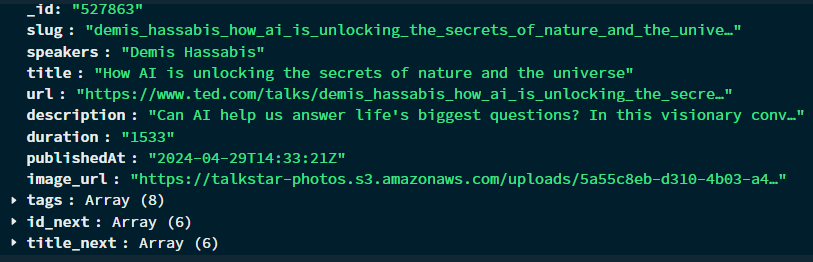 _id: "527863"
slug : "demis_hassabis_how_ai_is_unlocking_the_secrets_of_nature_and_the_unive…"
speakers : "Demis Hassabis"
title : "How AI is unlocking the secrets of nature and the universe"
url : "https://www.ted.com/talks/demis_hassabis_how_ai_is_unlocking_the_secre…"
description : "Can AI help us answer life's biggest questions? In this visionary conv…"
duration : "1533"
publishedAt : "2024-04-29T14:33:21Z"
image_url : "https://talkstar-photos.s3.amazonaws.com/uploads/5a55c8eb-d310-4b03-a4…"
tags : Array (8)
id_next : Array (6)
title_next : Array (6)